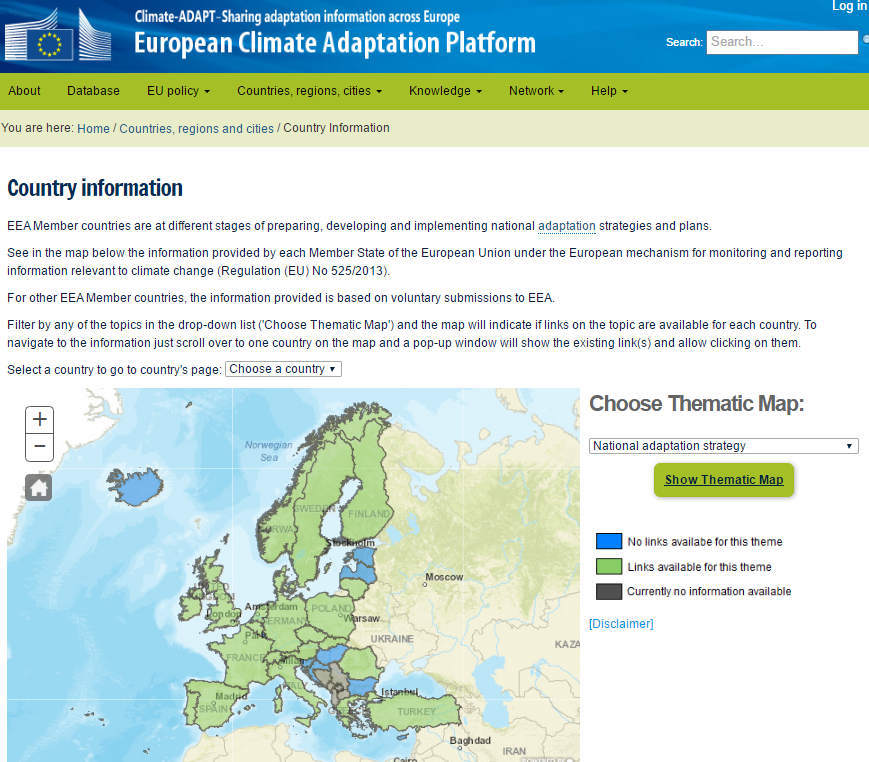 Log in
Climate-ADAPT-Sharing adaptation information across Europe
European Climate Adaptation Platform
Search: Search...
About Database EU policy Countries, regions, cities Knowledge Network Help
You are here: Home / Countries, regions and cities / Country Information
Country information
EEA Member countries are at different stages of preparing, developing and implementing national adaptation strategies and plans.
See in the map below the information provided by each Member State of the European Union under the European mechanism for monitoring and reporting
information relevant to climate change (Regulation (EU) No 525/2013).
For other EEA Member countries, the information provided is based on voluntary submissions to EEA.
Filter by any of the topics in the drop-down list ('Choose Thematic Map') and the map will indicate if links on the topic are available for each country. To
navigate to the information just scroll over to one country on the map and a pop-up window will show the existing link(s) and allow clicking on them.
Select a country to go to country's page: Choose a country
+
−
Norwegian
Sea
SWEDEN
FINLAND
NORWAY
Stockholm
Moscow
UNITED
KINGDOM
London
Amsterdam
POLAND
GERMANY
Warsaw
Paris
UKRAINE
KAZA
FRANCE
Milan
ITALY
Madrid
SPAIN
Istanbul
GREECE
TURKEY
Baghdad
IRAN
Cairo
Choose Thematic Map:
National adaptation strategy
Show Thematic Map
No links availabe for this theme
Links available for this theme
Currently no information available
[Disclaimer]